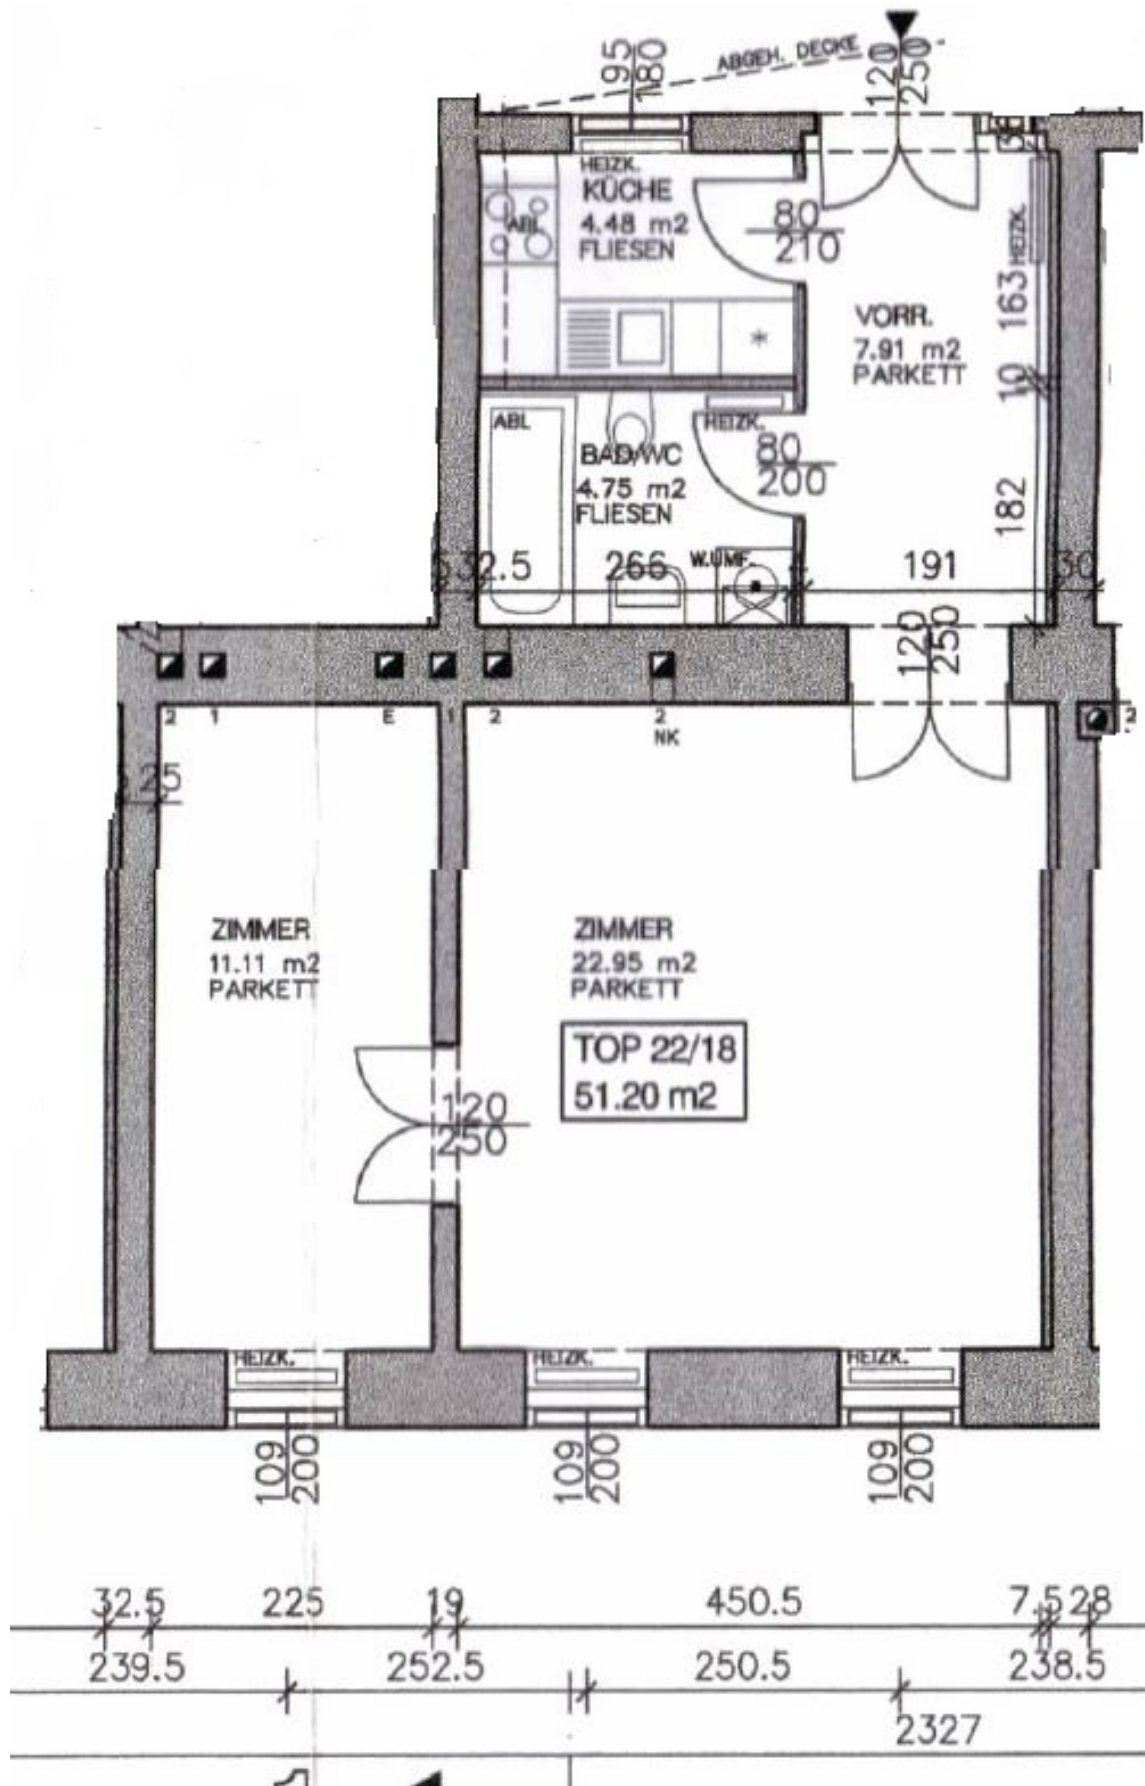 195
180
ABGEH. DECKE
120
250
HEIZK.
KÜCHE
4.48 m2
FLIESEN
ABL
80
210
HEIZK.
163
VORR.
7.91 m2
PARKETT
10
ABL
HEIZK.
BAD/WC
4.75 m2
FLIESEN
80
200
182
32.5
266
W.UMF.
191
30
120
250
2
1
E
1
2
2
NK
2
25
ZIMMER
11.11 m2
PARKETT
ZIMMER
22.95 m2
PARKETT
TOP 22/18
51.20 m2
120
250
HEIZK.
HEIZK.
HEIZK.
109
200
109
200
109
200
32.5
225
19
450.5
7.5
28
239.5
252.5
250.5
238.5
2327